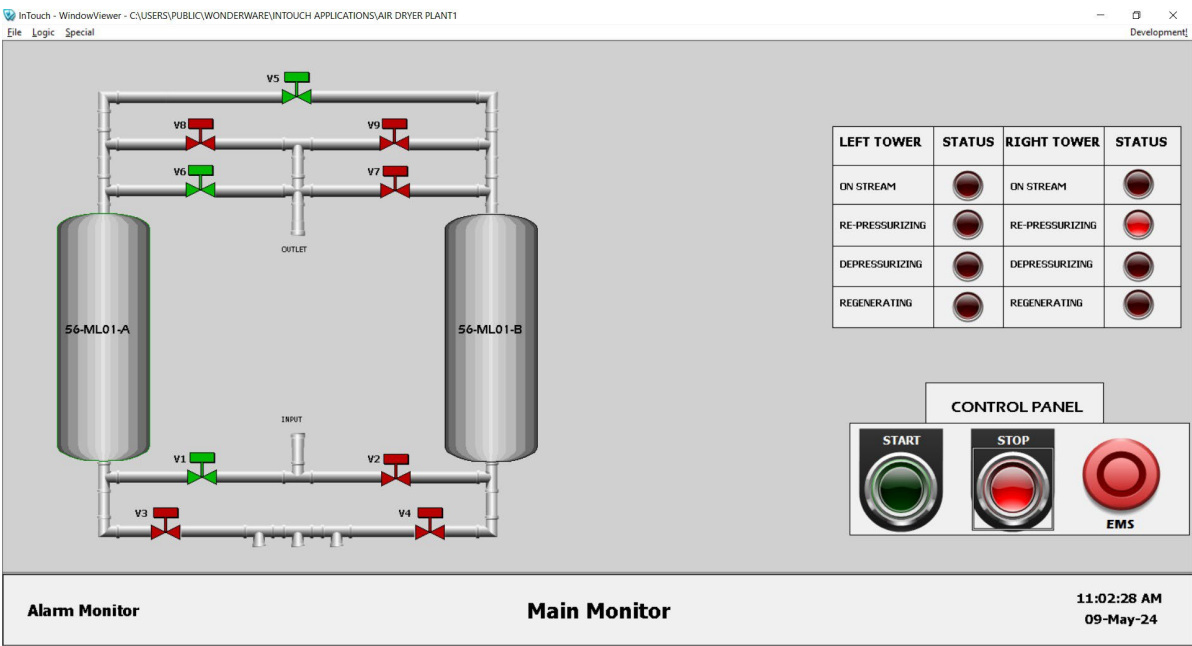 InTouch - WindowViewer - C:\USERS\PUBLIC\WONDERWARE\INTOUCH APPLICATIONS\AIR DRYER PLANT1
File Logic Special
Development!
V5
V8
V9
V6
V7
OUTLET
56-ML01-A
56-ML01-B
INPUT
V1
V2
V3
V4
LEFT TOWER STATUS RIGHT TOWER STATUS
ON STREAM ON STREAM
RE-PRESSURIZING RE-PRESSURIZING
DEPRESSURIZING DEPRESSURIZING
REGENERATING REGENERATING
CONTROL PANEL
START STOP
EMS
Alarm Monitor
Main Monitor
11:02:28 AM
09-May-24